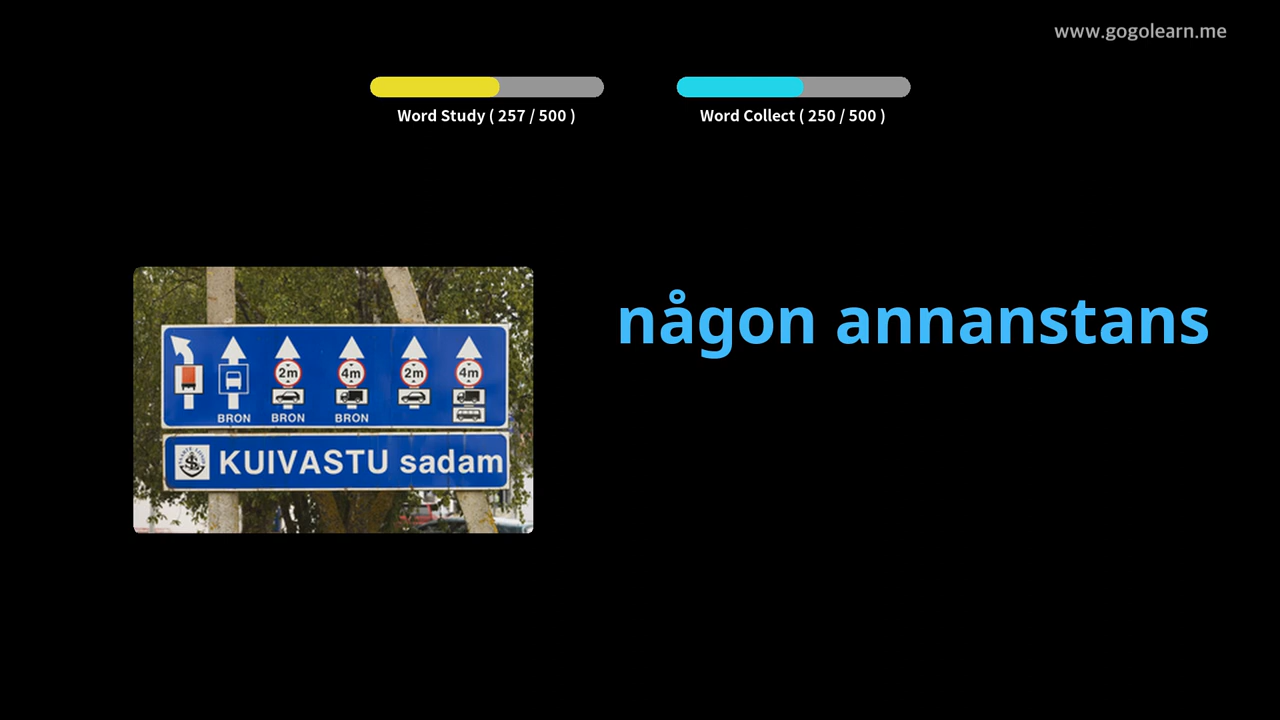 www.gogolearn.me
Word Study ( 257 / 500 )
Word Collect ( 250 / 500 )
någon annanstans
2m 4m 2m 4m
BRON BRON BRON
KUIVASTU sadam